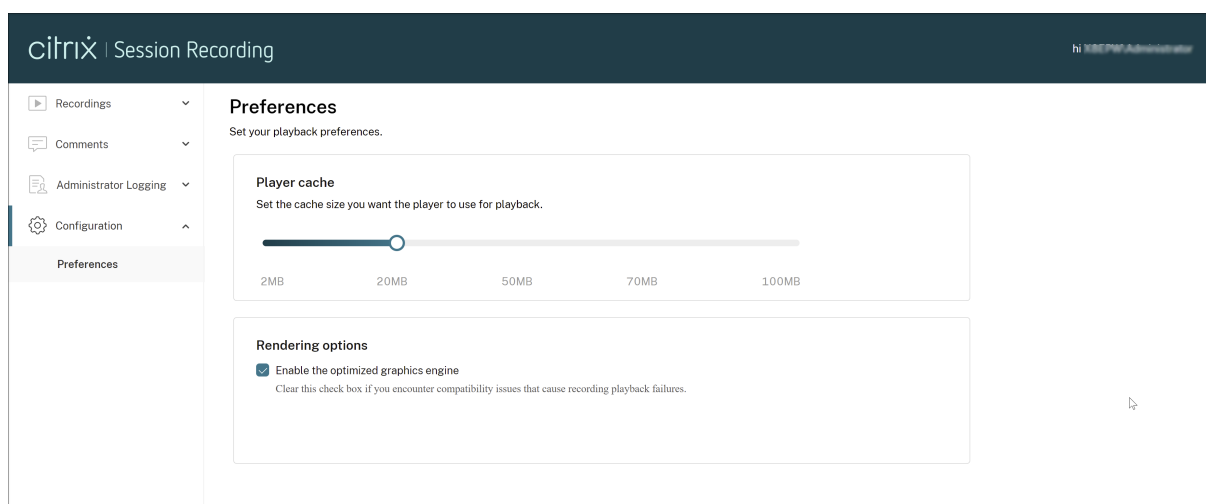 citrix | Session Recording
hi
Recordings
Comments
Administrator Logging
Configuration
Preferences
Preferences
Set your playback preferences.
Player cache
Set the cache size you want the player to use for playback.
2MB 20MB 50MB 70MB 100MB
Rendering options
Enable the optimized graphics engine
Clear this check box if you encounter compatibility issues that cause recording playback failures.